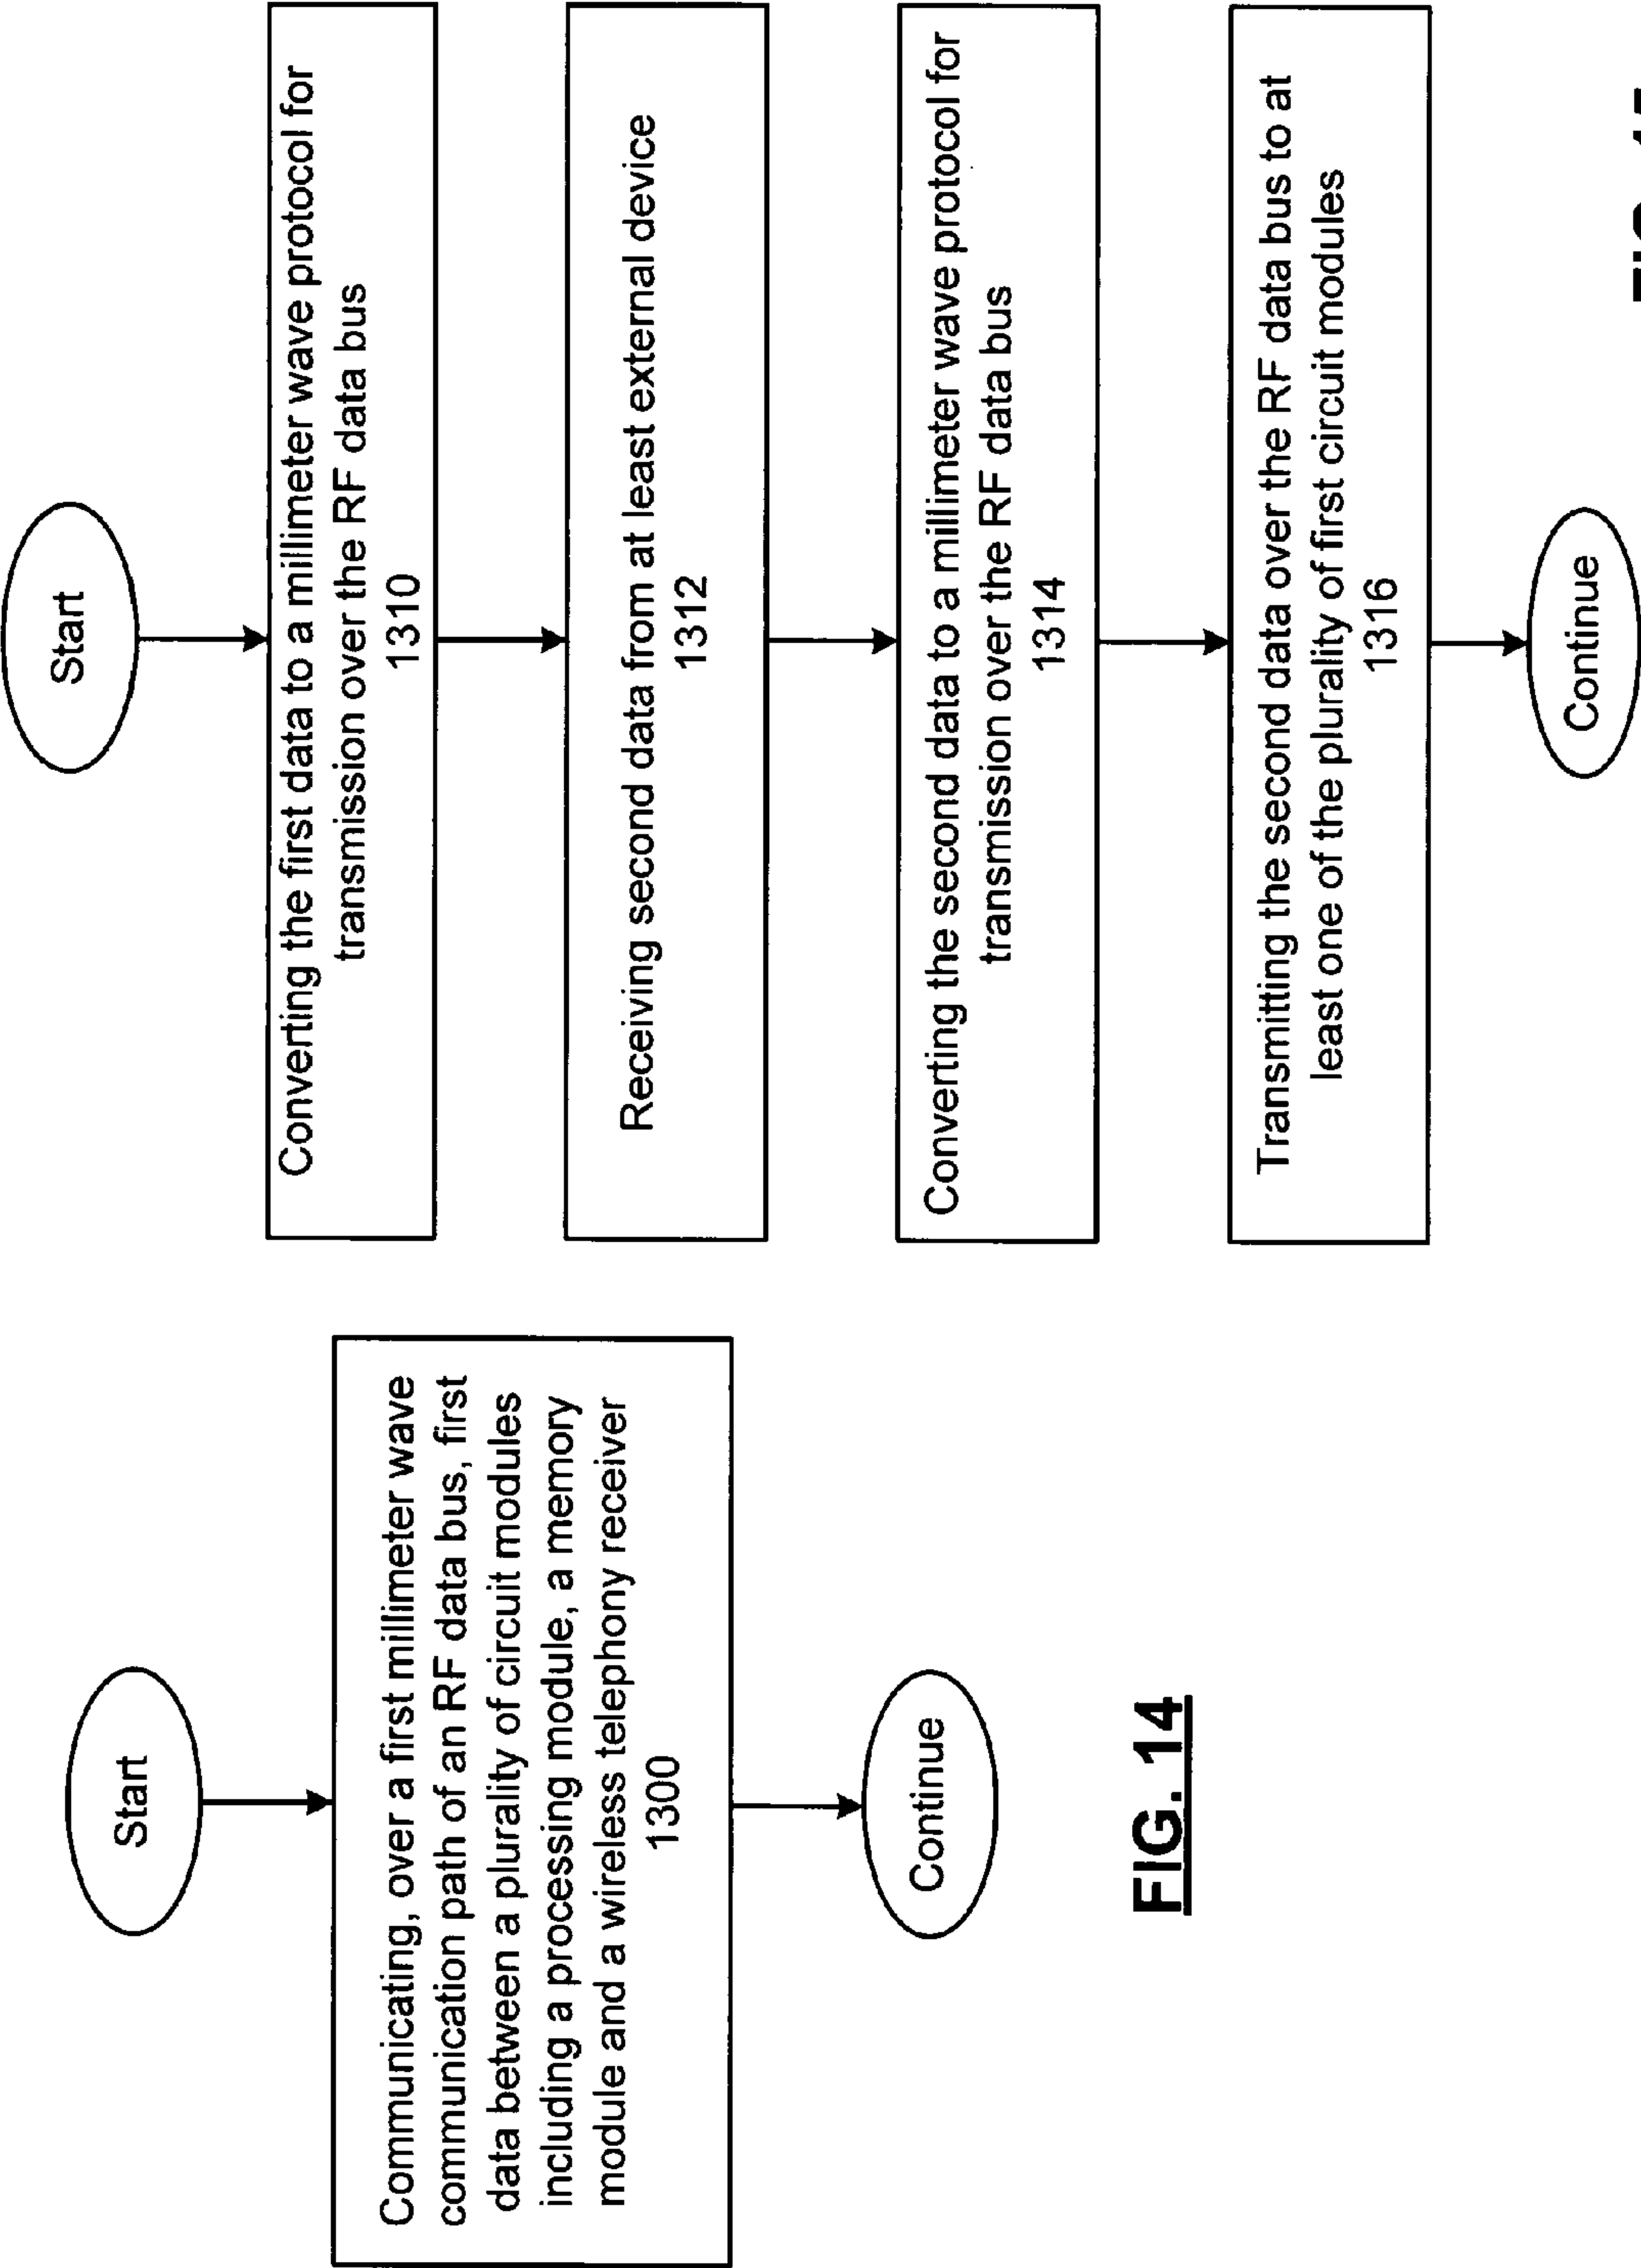 Start
Communicating, over a first millimeter wave
communication path of an RF data bus, first
data between a plurality of circuit modules
including a processing module, a memory
module and a wireless telephony receiver
1300
Continue
FIG. 14
Start
Converting the first data to a millimeter wave protocol for
transmission over the RF data bus
1310
Receiving second data from at least external device
1312
Converting the second data to a millimeter wave protocol for
transmission over the RF data bus
1314
Transmitting the second data over the RF data bus to at
least one of the plurality of first circuit modules
1316
Continue